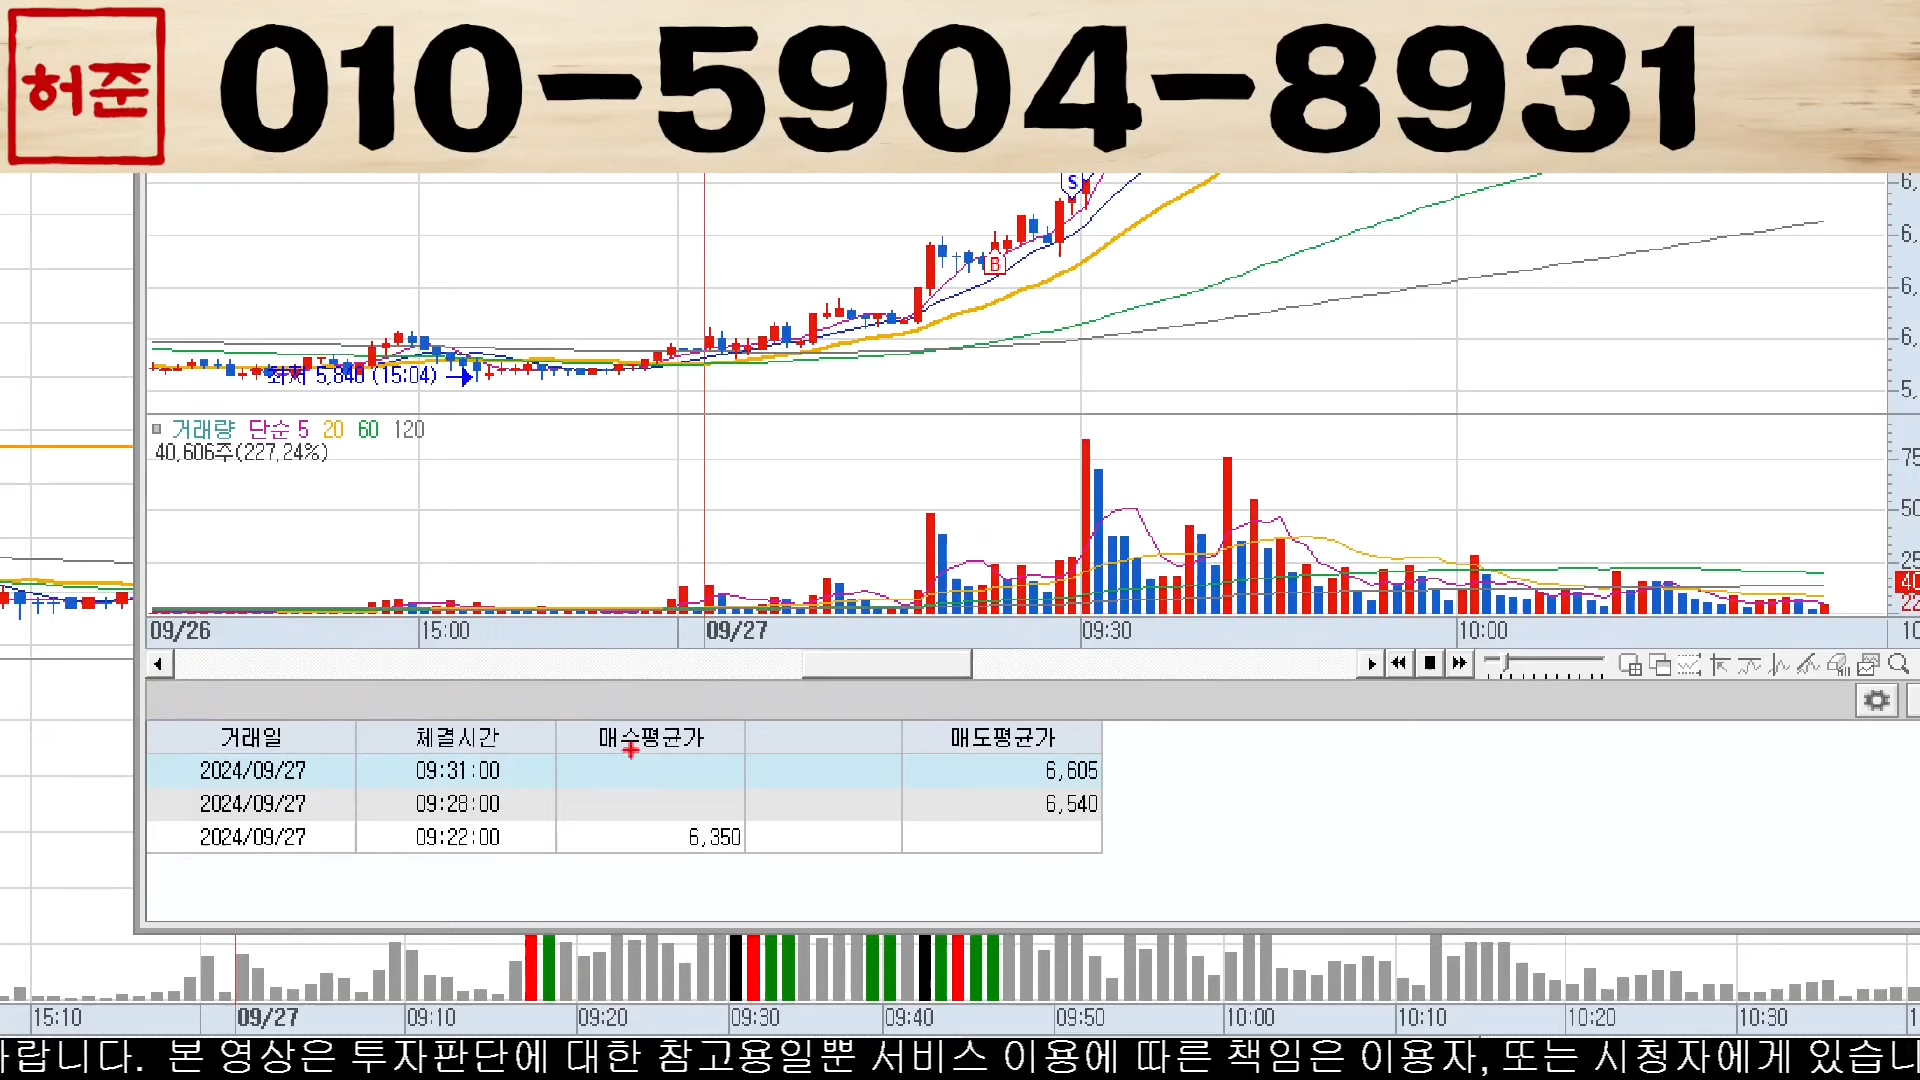 허준 010-5904-8931
S
B
최저 5,840 (15:04)
거래량 단순 5 20 60 120
40,606주(227,24%)
09/26 15:00 09/27 09:30 10:00
거래일 체결시간 매수평균가 매도평균가
2024/09/27 09:31:00 6,605
2024/09/27 09:28:00 6,540
2024/09/27 09:22:00 6,350
15:10 09/27 09:10 09:20 09:30 09:40 09:50 10:00 10:10 10:20 10:30
바랍니다. 본 영상은 투자판단에 대한 참고용일뿐 서비스 이용에 따른 책임은 이용자, 또는 시청자에게 있습니